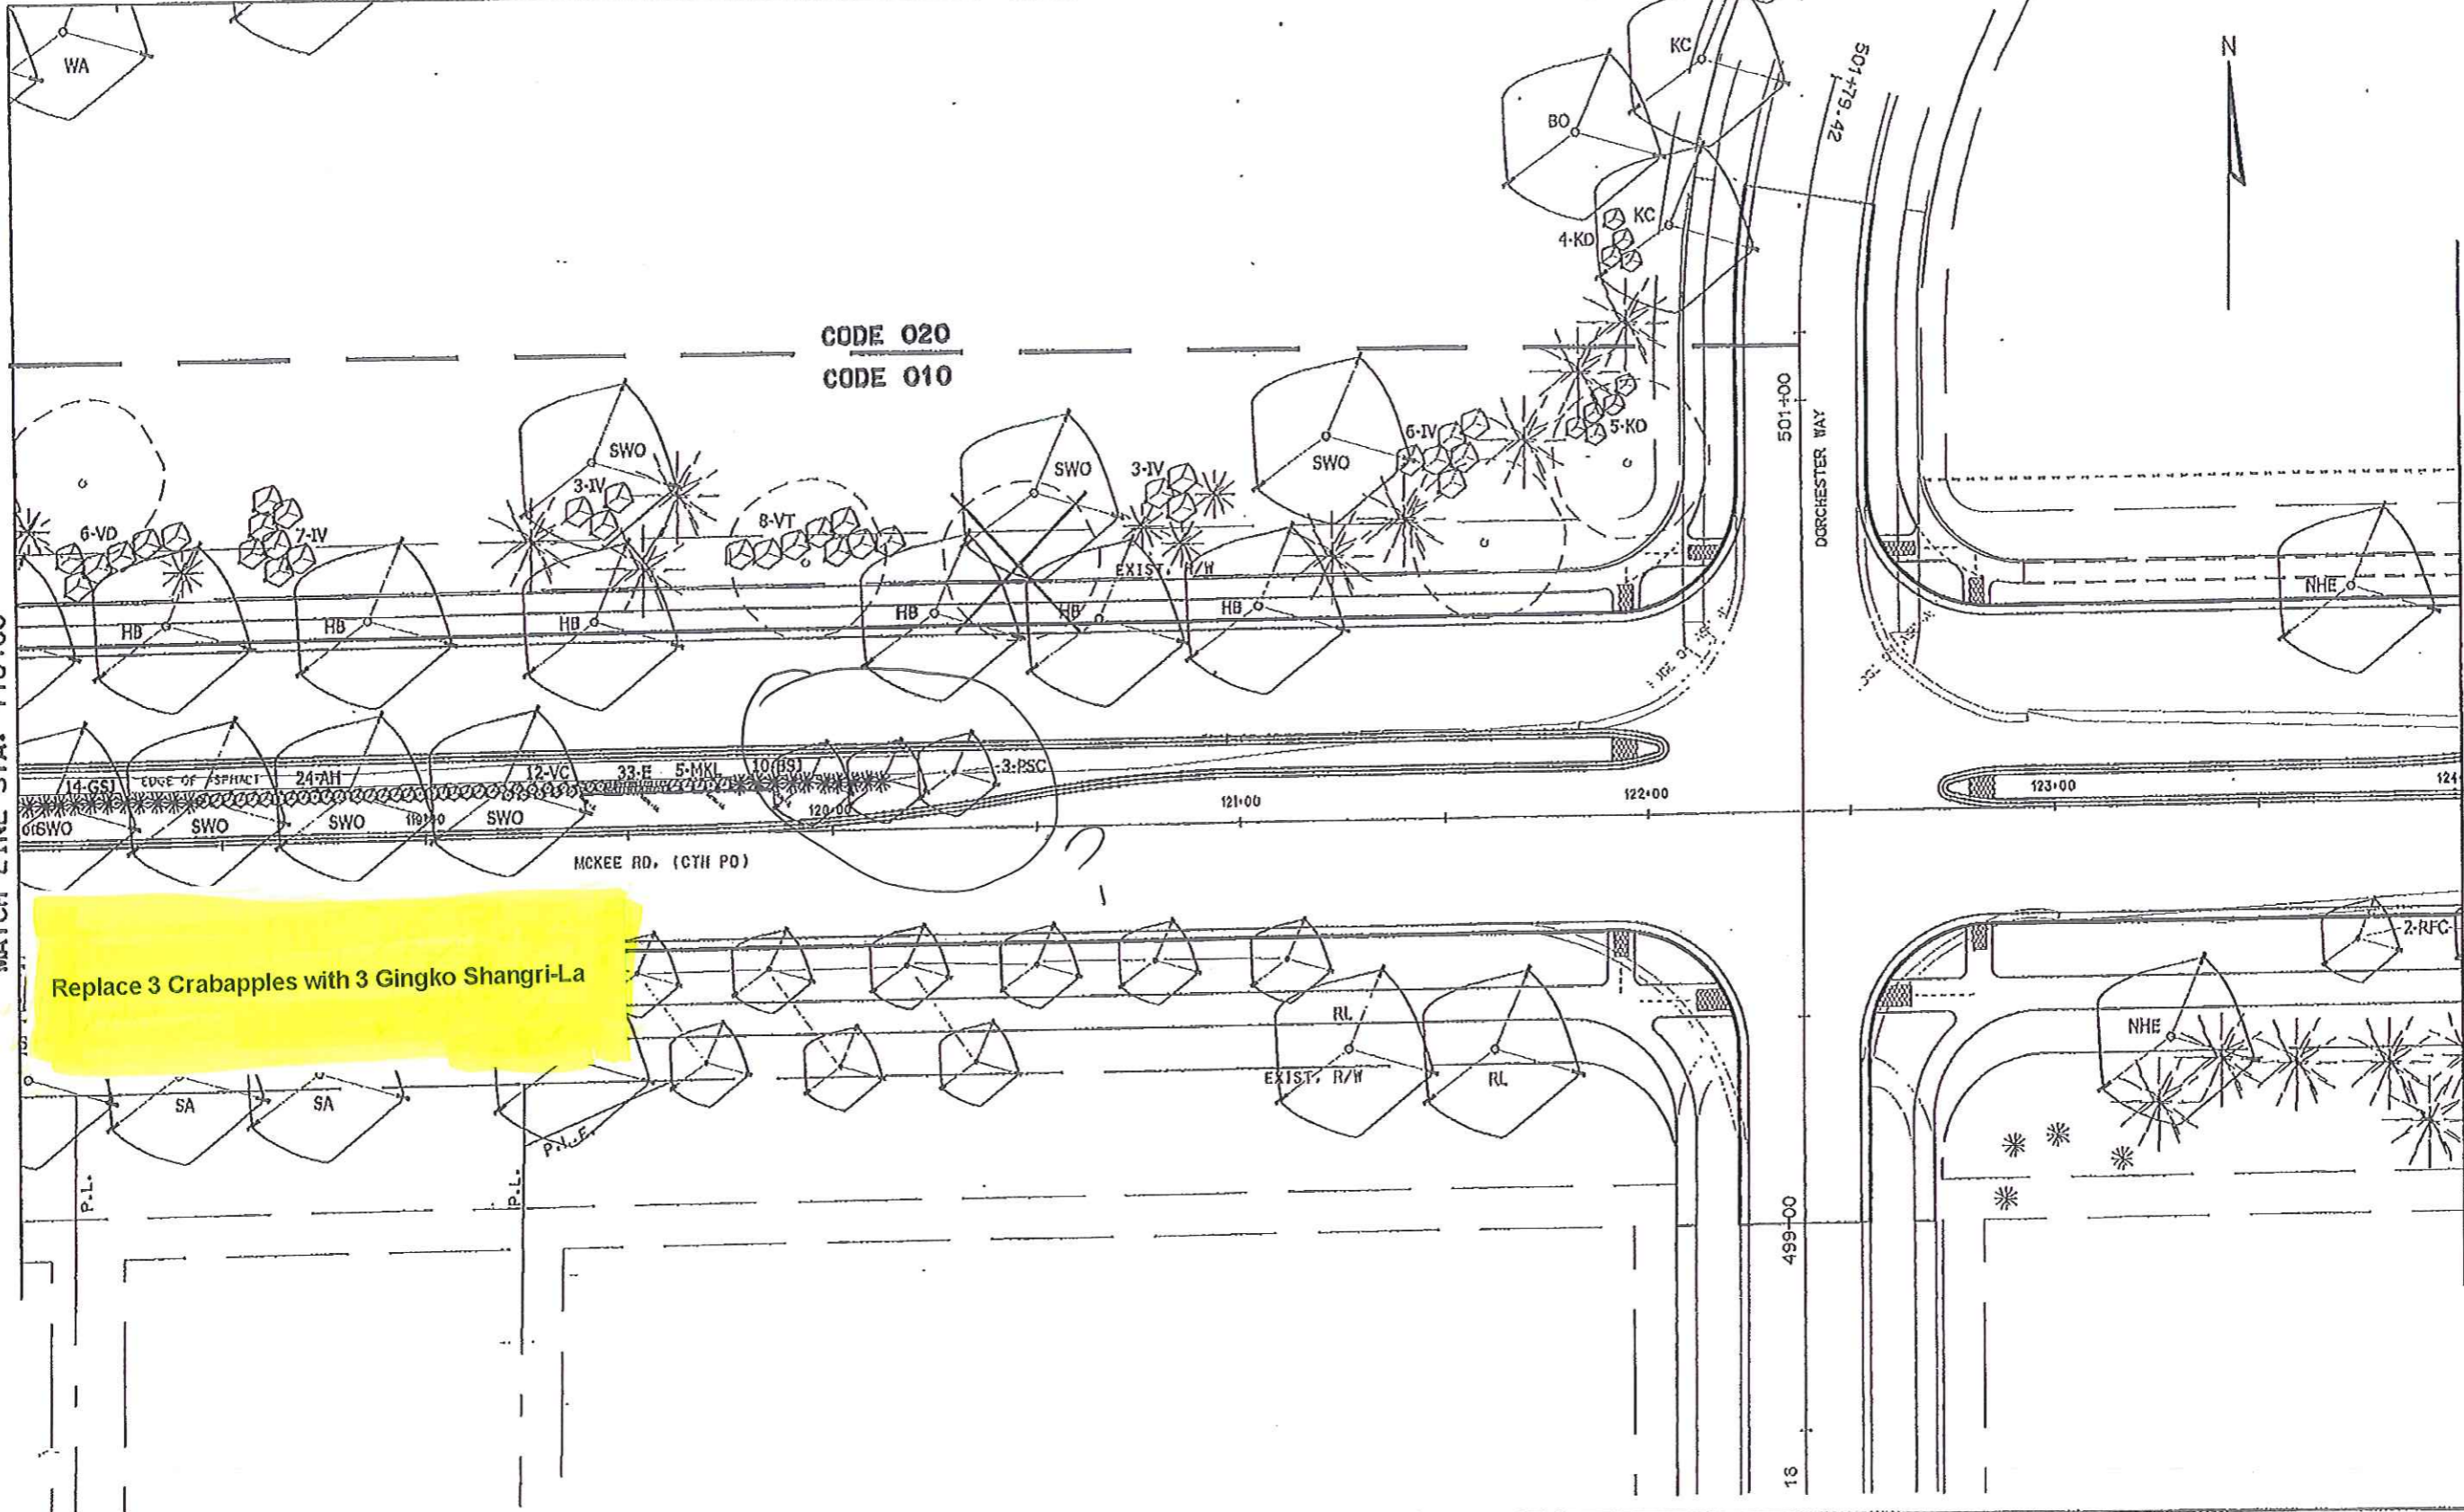 WA
KC
501+79.42
N
BO
KC
4-KD
CODE 020
CODE 010
501+00
DORCHESTER WAY
SWO
SWO
SWO
6-IV
5-KD
3-IV
3-IV
6-VD
7-IV
8-VT
EXIST. R/W
HB
HB
HB
HB
HB
HB
NHE
14-GSJ
EDGE OF ASPHALT
24-AH
12-VC
33-E
5-MKL
3-PSC
120+00
121+00
122+00
123+00
SWO
SWO
SWO
SWO
MCKEE RD. (CTH PD)
?
Replace 3 Crabapples with 3 Gingko Shangri-La
2-RFC
RL
RL
NHE
EXIST. R/W
SA
SA
P.L.E.
P.L.
P.L.
499+00